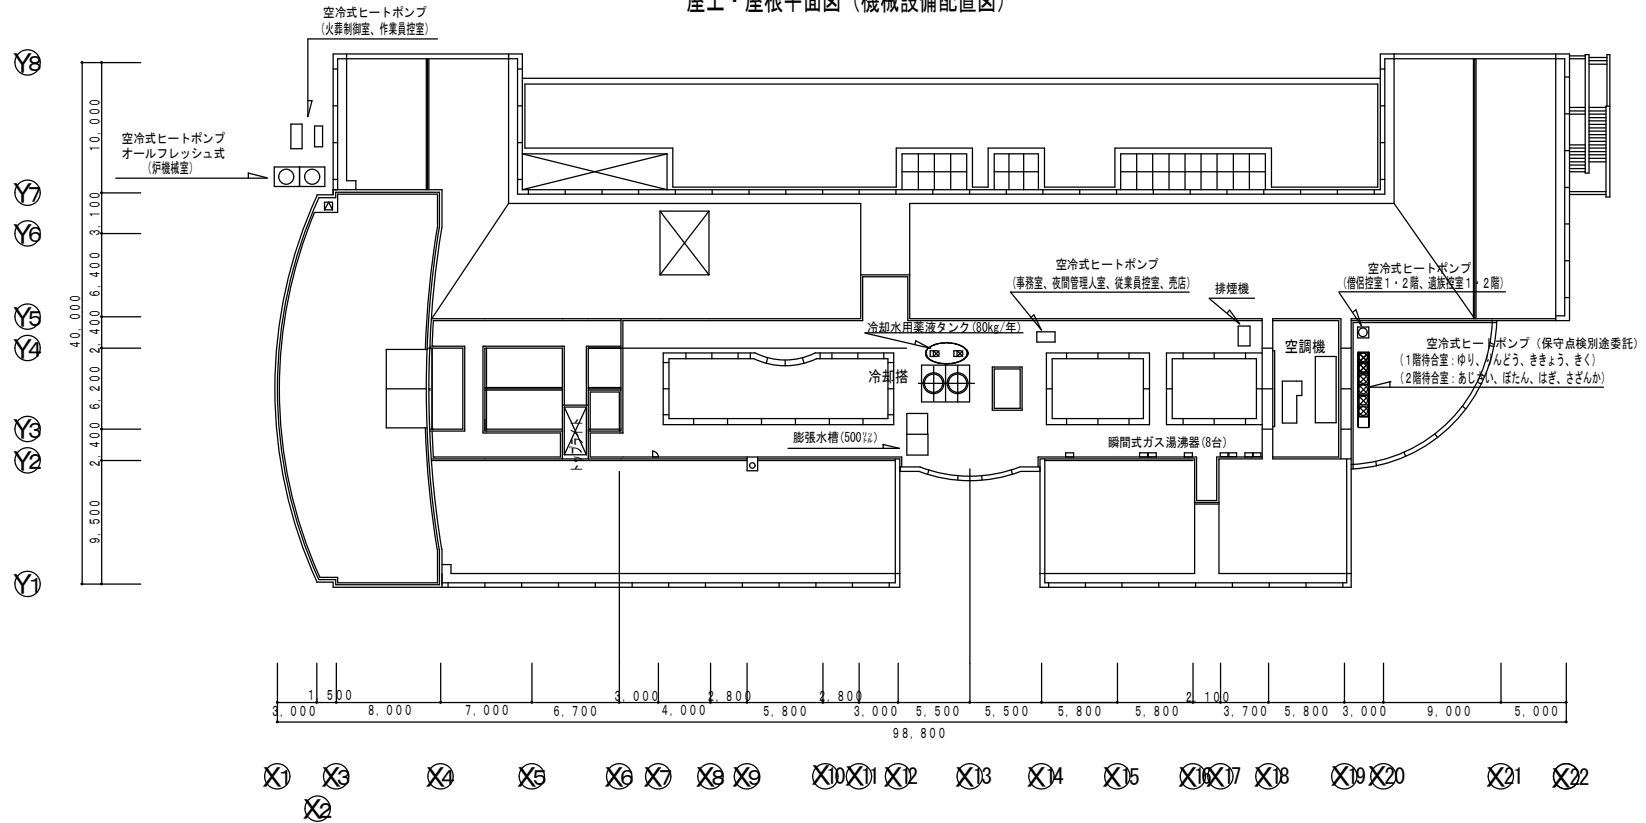 屋上・屋根平面図（機械設備配置図）
空冷式ヒートポンプ
（火葬制御室、作業員控室）
空冷式ヒートポンプ
オールフレッシュ式
（炉機械室）
空冷式ヒートポンプ
（事務室、夜間管理人室、従業員控室、売店）
排煙機
空冷式ヒートポンプ
（僧侶控室1・2階、遺族控室1・2階）
冷却水用薬液タンク(80kg/年)
冷却搭
空調機
空冷式ヒートポンプ（保守点検別途委託）
（1階待合室：ゆり、りんどう、ききょう、きく）
（2階待合室：あじさい、ぼたん、はぎ、さざんか）
膨張水槽(500㍑)
瞬間式ガス湯沸器(8台)
トップライト
Y8
Y7
Y6
Y5
Y4
Y3
Y2
Y1
10,000
3,100
6,400
2,400
6,200
2,400
9,500
40,000
1,500
3,000
2,800
2,800
2,100
3,000
8,000
7,000
6,700
4,000
5,800
3,000
5,500
5,500
5,800
5,800
3,700
5,800
3,000
9,000
5,000
98,800
X1
X2
X3
X4
X5
X6
X7
X8
X9
X10
X11
X12
X13
X14
X15
X16
X17
X18
X19
X20
X21
X22